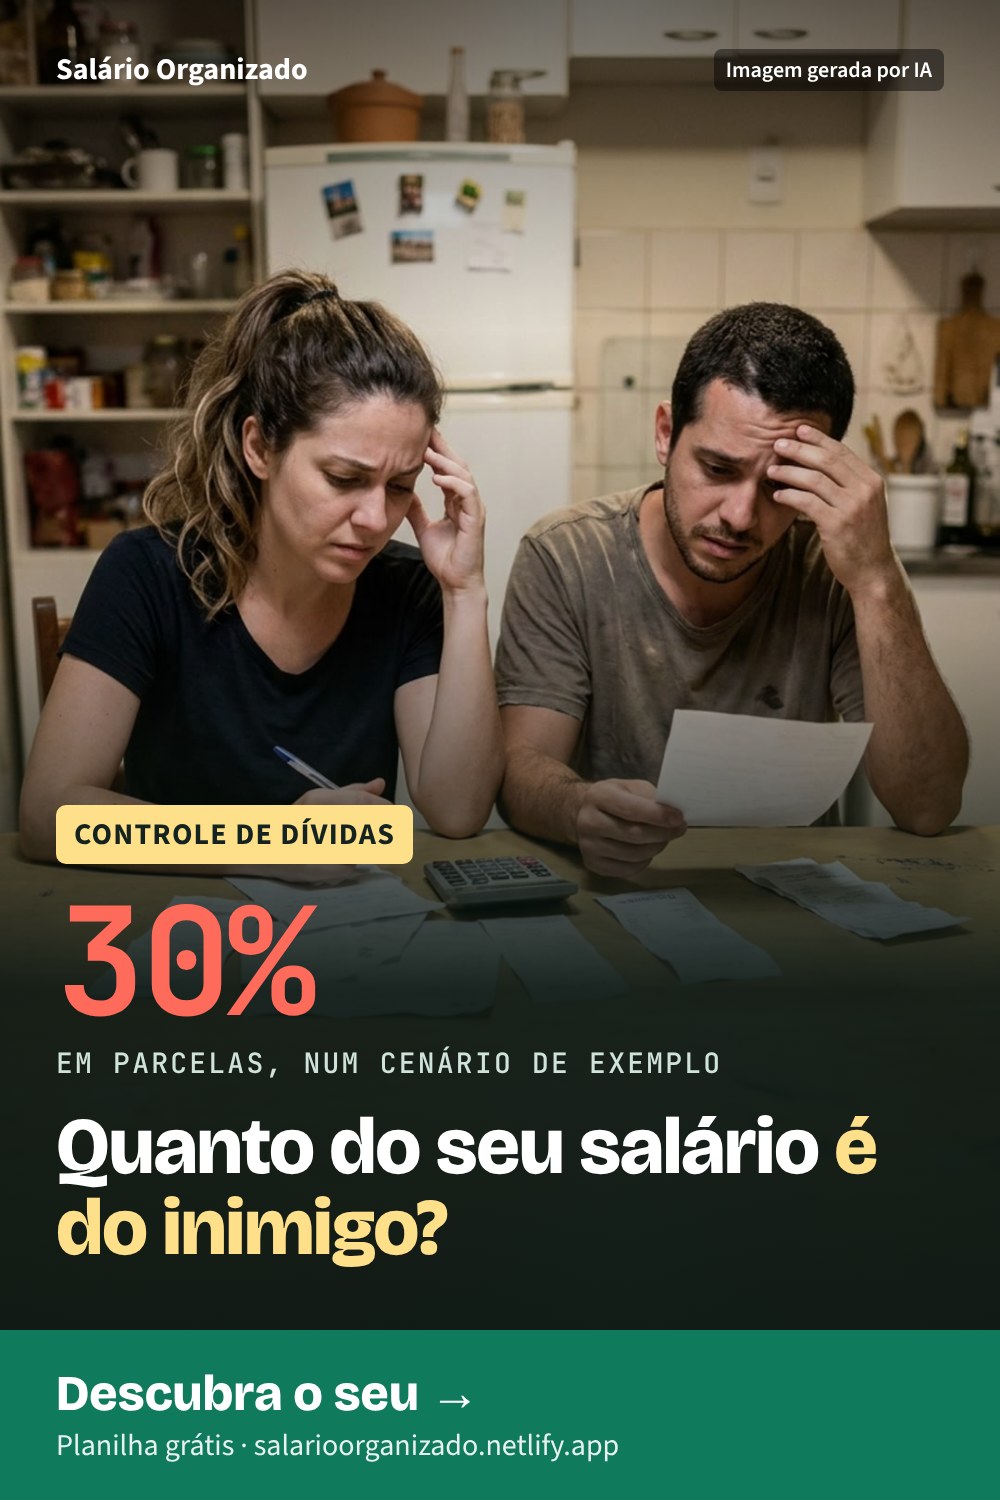 Salário Organizado
Imagem gerada por IA
CONTROLE DE DÍVIDAS
30%
EM PARCELAS, NUM CENÁRIO DE EXEMPLO
Quanto do seu salário é
do inimigo?
Descubra o seu →
Planilha grátis · salarioorganizado.netlify.app